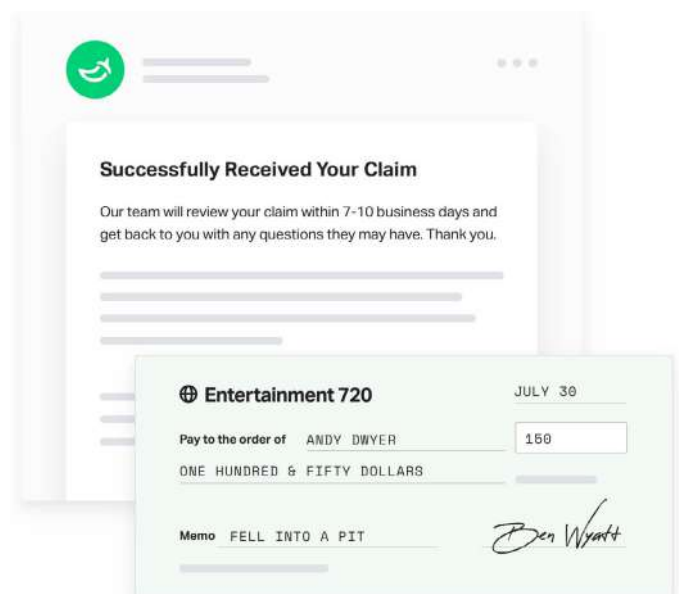 Successfully Received Your Claim
Our team will review your claim within 7-10 business days and
get back to you with any questions they may have. Thank you.
Entertainment 720
JULY 30
Pay to the order of ANDY DWYER
150
ONE HUNDRED & FIFTY DOLLARS
Memo FELL INTO A PIT
Ben Wyatt